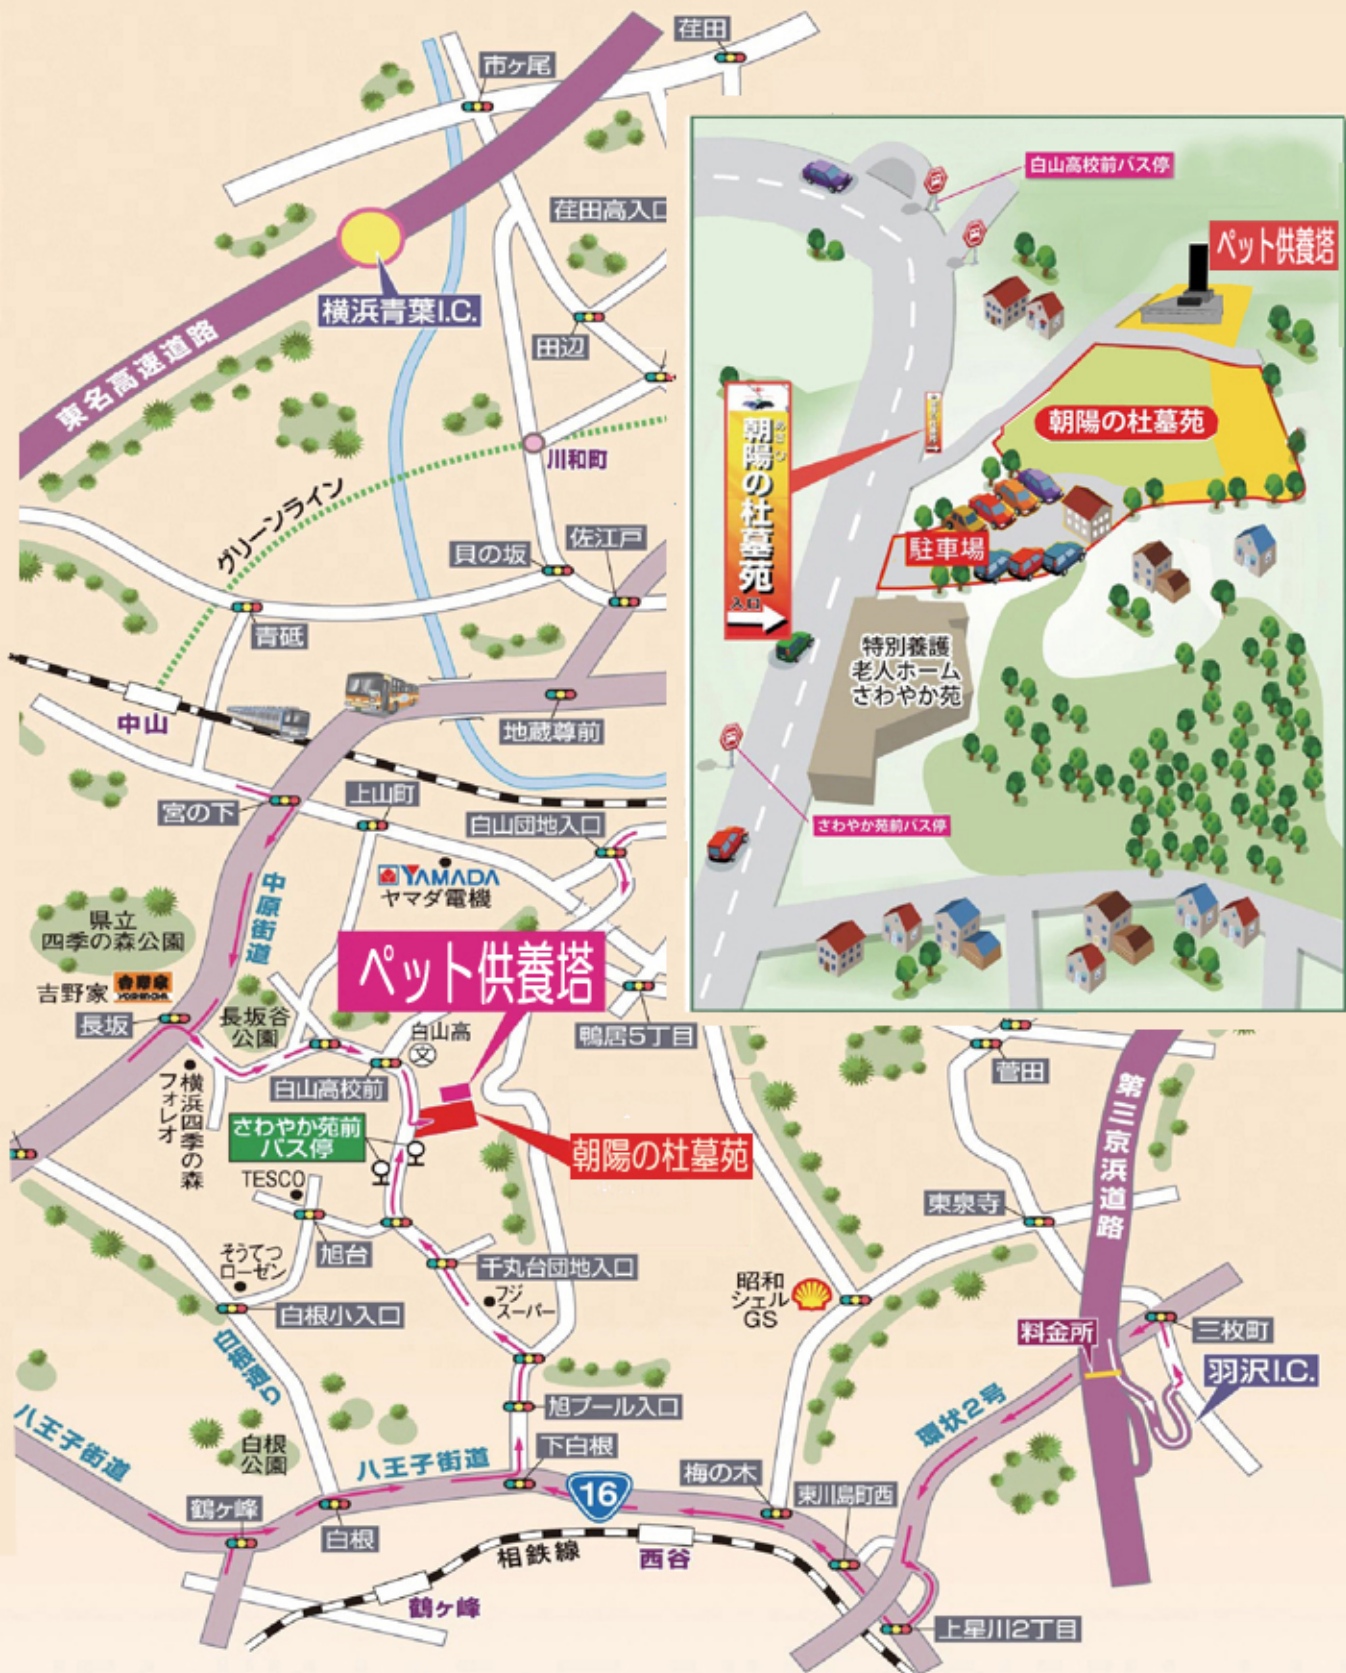 荏田
市ヶ尾
荏田高入口
横浜青葉I.C.
東名高速道路
田辺
川和町
グリーンライン
佐江戸
貝の坂
青砥
中山
地蔵尊前
宮の下
上山町
白山団地入口
YAMADA
ヤマダ電機
中原街道
県立
四季の森公園
ペット供養塔
吉野家
吉野家
YOSHINOYA
長坂
長坂谷
公園
白山高
文
鴨居5丁目
白山高校前
横浜四季の森
フォレオ
さわやか苑前
バス停
朝陽の杜墓苑
TESCO
旭台
そうてつ
ローゼン
千丸台団地入口
フジ
スーパー
白根小入口
白根通り
旭プール入口
八王子街道
白根
公園
八王子街道
下白根
16
梅の木
東川島町西
鶴ヶ峰
白根
相鉄線
西谷
鶴ヶ峰
上星川2丁目
菅田
第三京浜道路
東泉寺
昭和
シェル
GS
料金所
三枚町
羽沢I.C.
環状2号
白山高校前バス停
ペット供養塔
朝陽の杜墓苑
あさひ
朝陽の杜墓苑
入口
駐車場
特別養護
老人ホーム
さわやか苑
さわやか苑前バス停